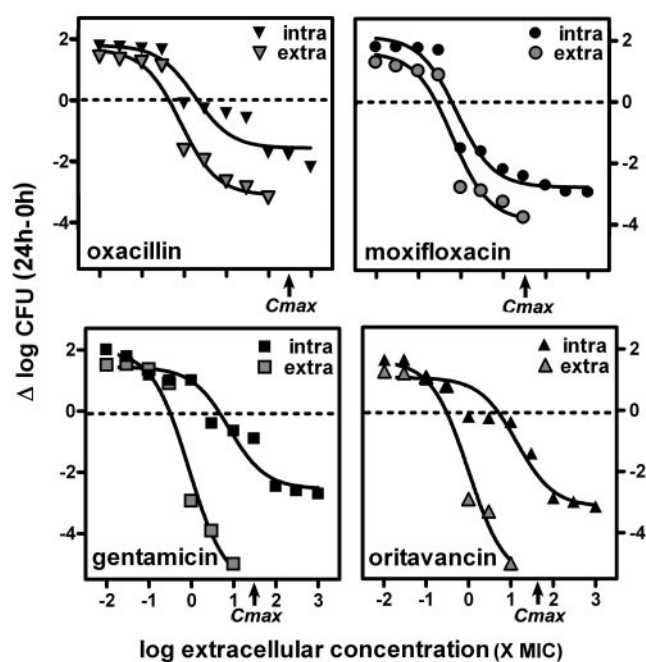 intra
extra
intra
extra
2
0
-2
-4
2
0
-2
-4
oxacillin
moxifloxacin
Cmax
Cmax
Δ log CFU (24h-0h)
intra
extra
intra
extra
2
0
-2
-4
2
0
-2
-4
gentamicin
oritavancin
-2 -1 0 1 2 3
-2 -1 0 1 2 3
Cmax
Cmax
log extracellular concentration (X MIC)